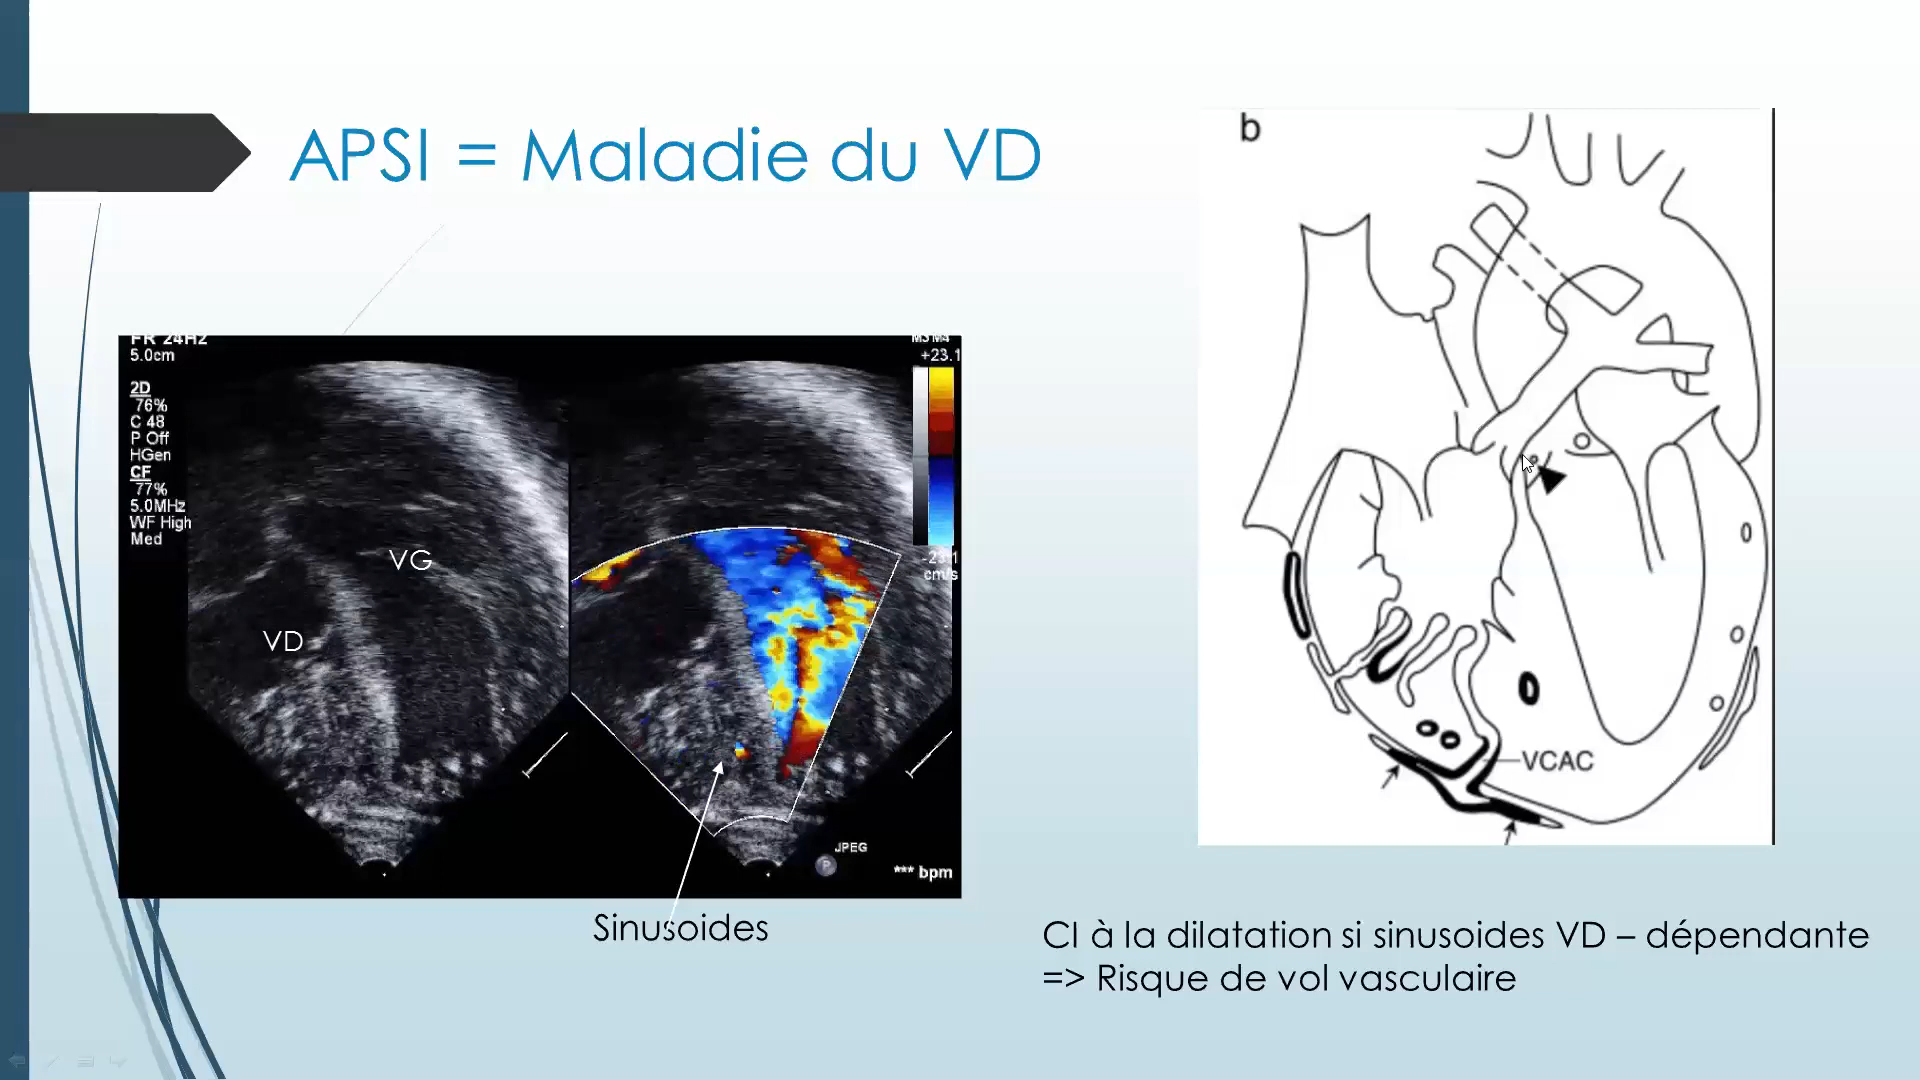 APSI = Maladie du VD
b
FR 24Hz
5.0cm
2D
76%
C 48
P Off
HGen
CF
77%
5.0MHz
WF High
Med
M3 M4
+23.1
-23.1
cm/s
VG
VD
JPEG
P
*** bpm
Sinusoides
VCAC
CI à la dilatation si sinusoides VD – dépendante
=> Risque de vol vasculaire